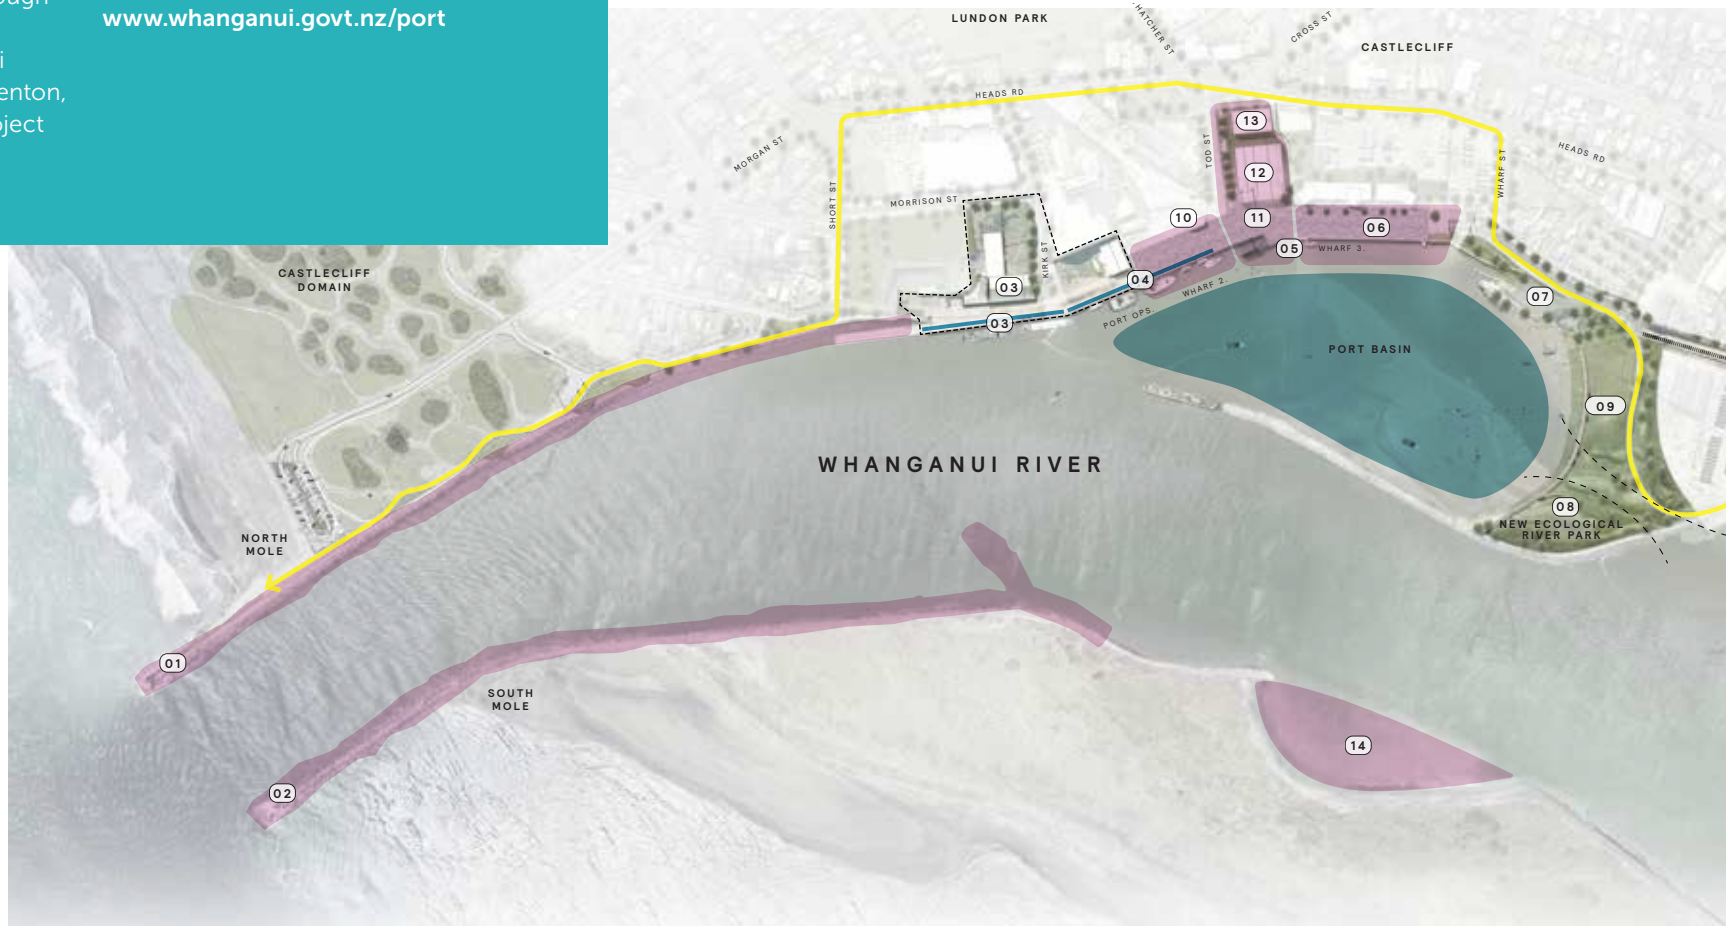 www.whanganui.govt.nz/port
enton,
ject
LUNDON PARK
THATCHER ST
CROSS ST
CASTLECLIFF
HEADS RD
MORGAN ST
SHORT ST
MORRISON ST
KIRK ST
TOD ST
13
12
11
10
06
05
WHARF 3.
WHARF ST
HEADS RD
03
03
04
WHARF 2.
PORT OPS.
07
PORT BASIN
09
08
NEW ECOLOGICAL
RIVER PARK
CASTLECLIFF
DOMAIN
WHANGANUI RIVER
NORTH
MOLE
01
SOUTH
MOLE
02
14